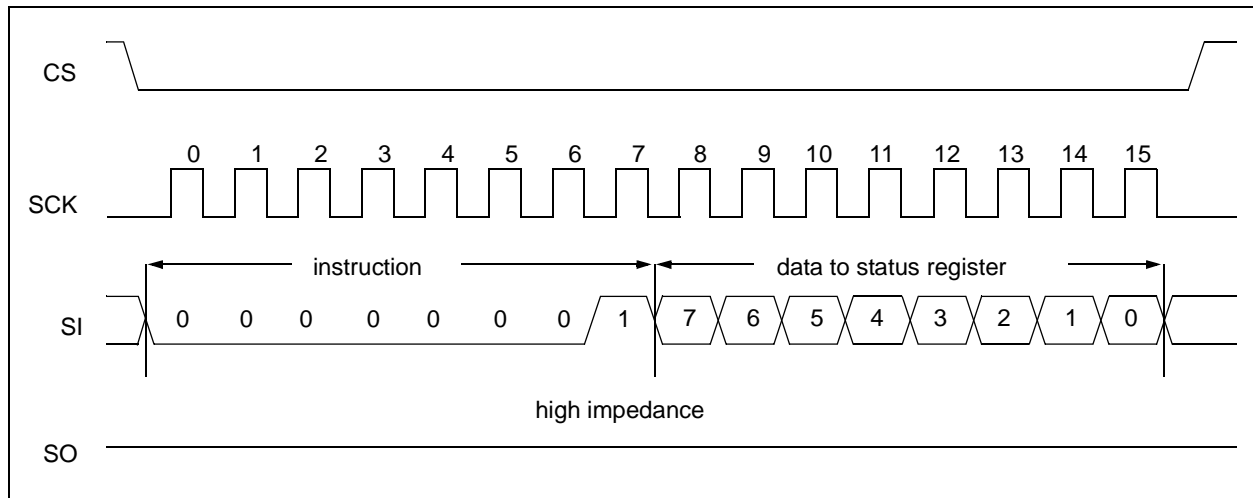 CS
0 1 2 3 4 5 6 7 8 9 10 11 12 13 14 15
SCK
instruction data to status register
SI 0 0 0 0 0 0 0 1 7 6 5 4 3 2 1 0
high impedance
SO